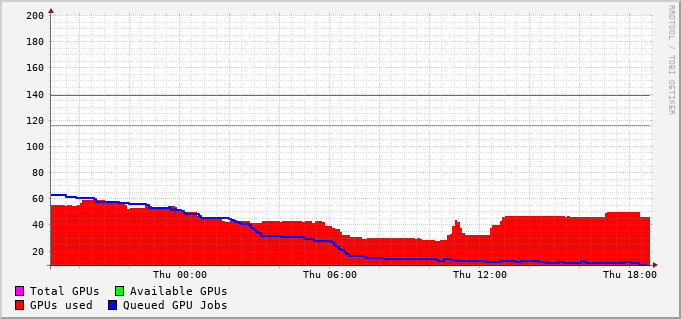 200
180
160
140
120
100
80
60
40
20
Thu 00:00 Thu 06:00 Thu 12:00 Thu 18:00
Total GPUs Available GPUs
GPUs used Queued GPU Jobs
RRDTOOL / TOBI OETIKER